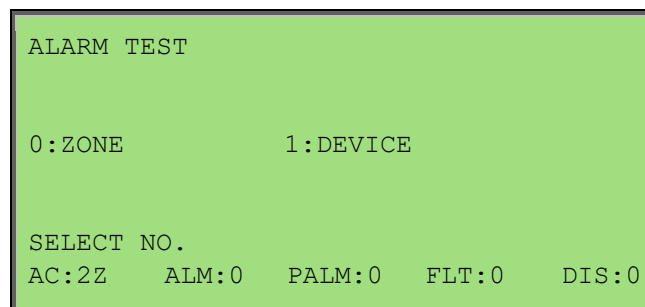 ALARM TEST
0:ZONE 1:DEVICE
SELECT NO.
AC:2Z ALM:0 PALM:0 FLT:0 DIS:0